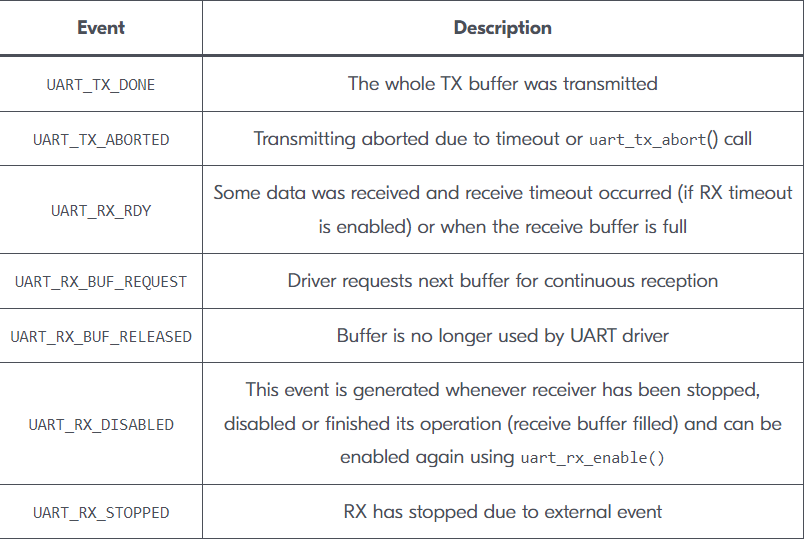 Event Description
UART_TX_DONE The whole TX buffer was transmitted
UART_TX_ABORTED Transmitting aborted due to timeout or uart_tx_abort() call
UART_RX_RDY Some data was received and receive timeout occurred (if RX timeout
is enabled) or when the receive buffer is full
UART_RX_BUF_REQUEST Driver requests next buffer for continuous reception
UART_RX_BUF_RELEASED Buffer is no longer used by UART driver
UART_RX_DISABLED This event is generated whenever receiver has been stopped,
disabled or finished its operation (receive buffer filled) and can be
enabled again using uart_rx_enable()
UART_RX_STOPPED RX has stopped due to external event